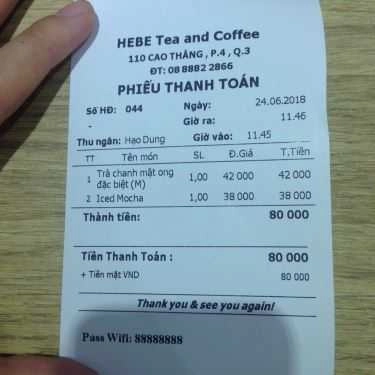 HEBE Tea and Coffee
110 CAO THẮNG , P.4 , Q.3
ĐT: 08 8882 2866
PHIẾU THANH TOÁN
Số HĐ: 044 Ngày: 24.06.2018
- Giờ ra: 11.46
Thu ngân: Hạo Dung Giờ vào: 11.45
TT Tên món SL Đ.Giá T.Tiền
1 Trà chanh mật ong đặc biệt (M) 1,00 42 000 42 000
2 Iced Mocha 1,00 38 000 38 000
Thành tiền: 80 000
Tiền Thanh Toán : 80 000
+ Tiền mặt VND 80 000
Thank you & see you again!
Pass Wifi: 88888888